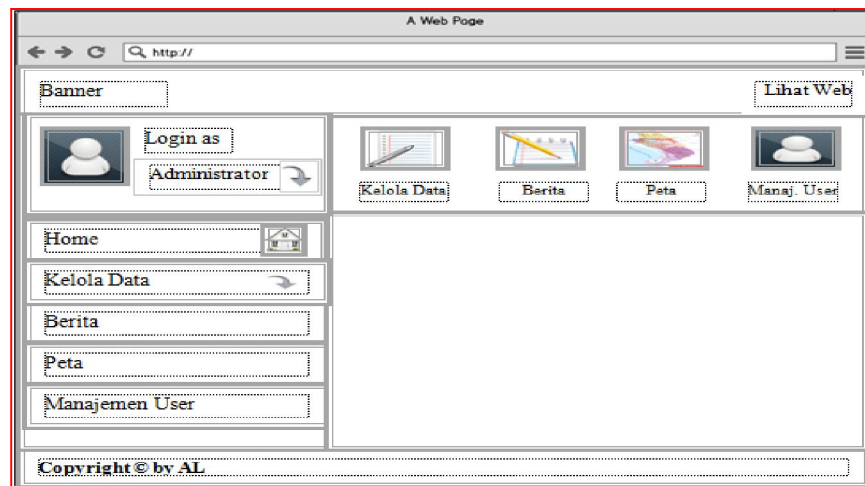 A Web Page
http://
Banner
Lihat Web
Login as
Administrator
Kelola Data
Berita
Peta
Manaj. User
Home
Kelola Data
Berita
Peta
Manajemen User
Copyright © by AL